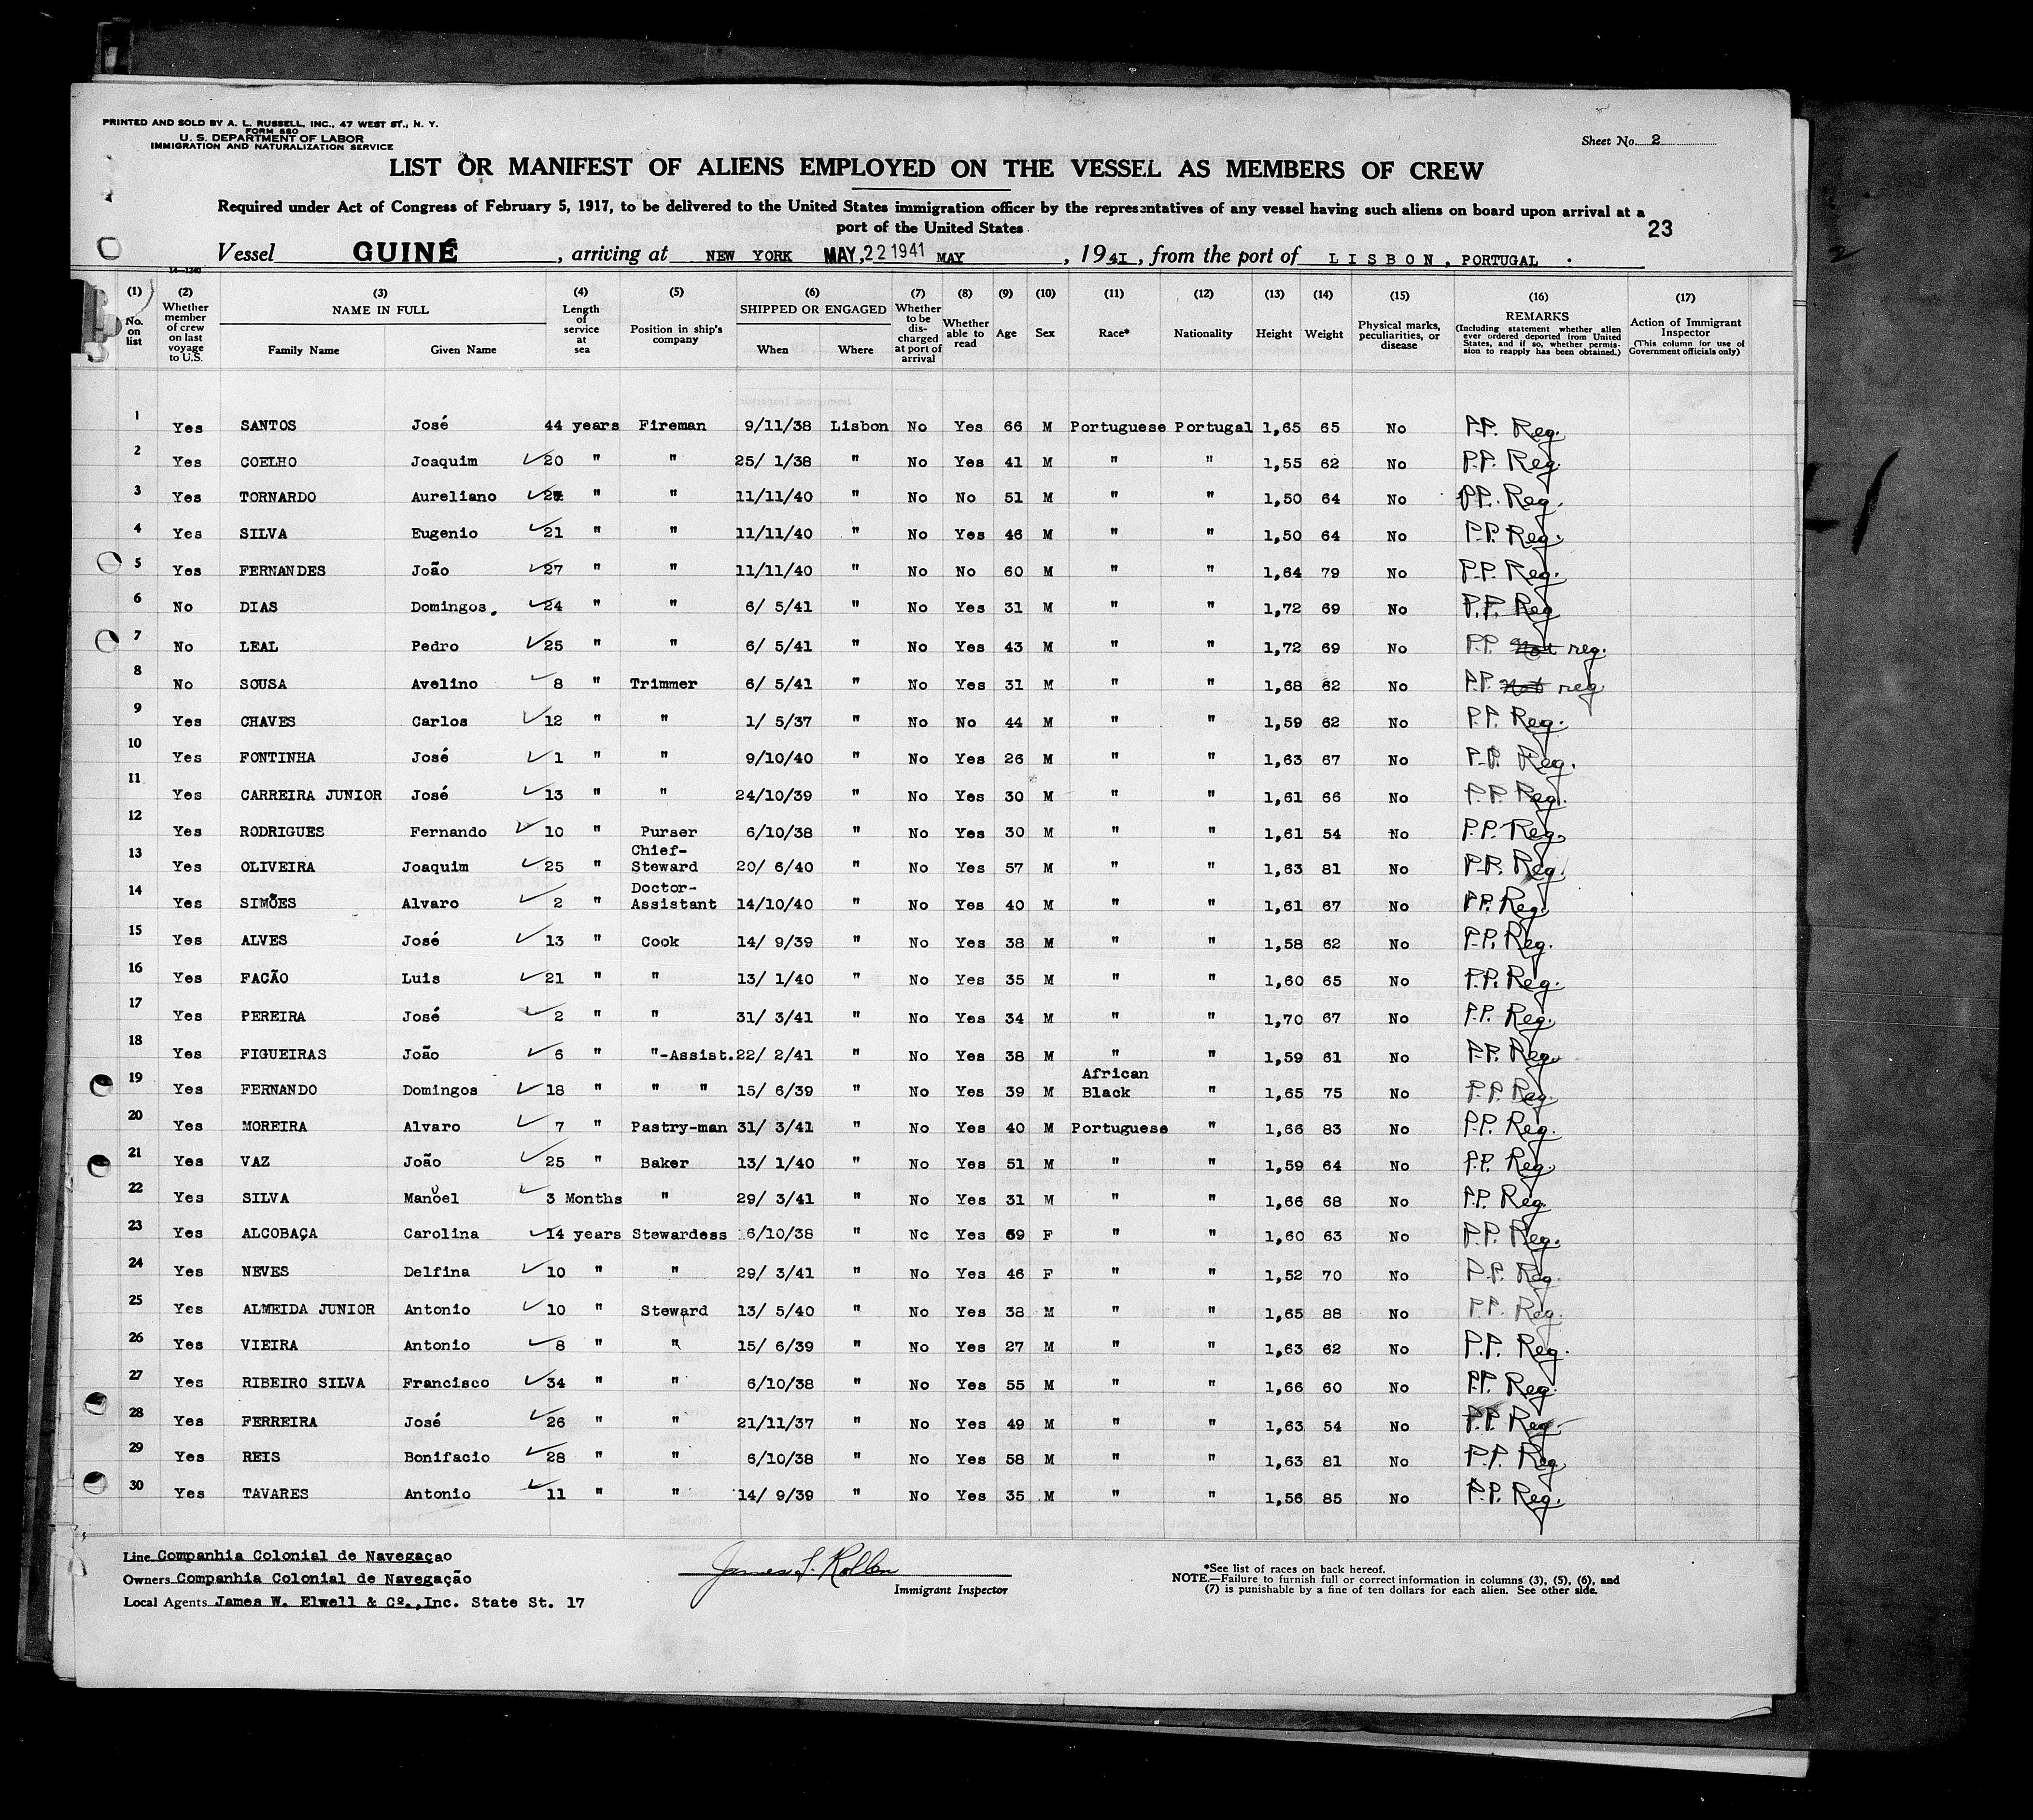 PRINTED AND SOLD BY A. L. RUSSELL, INC., 47 WEST ST., N. Y.
FORM 680
U. S. DEPARTMENT OF LABOR
IMMIGRATION AND NATURALIZATION SERVICE
Sheet No. 2
LIST OR MANIFEST OF ALIENS EMPLOYED ON THE VESSEL AS MEMBERS OF CREW
Required under Act of Congress of February 5, 1917, to be delivered to the United States immigration officer by the representatives of any vessel having such aliens on board upon arrival at a
port of the United States
23
Vessel GUINÉ, arriving at NEW YORK MAY, 22 1941 MAY, 1941, from the port of LISBON, PORTUGAL.
14—1240
(1) No. on list (2) Whether member of crew on last voyage to U.S. (3) NAME IN FULL Family Name Given Name (4) Length of service at sea (5) Position in ship's company (6) SHIPPED OR ENGAGED When Where (7) Whether to be discharged at port of arrival (8) Whether able to read (9) Age (10) Sex (11) Race* (12) Nationality (13) Height (14) Weight (15) Physical marks, peculiarities, or disease (16) REMARKS (Including statement whether alien ever ordered deported from United States, and if so, whether permission to reapply has been obtained.) (17) Action of Immigrant Inspector (This column for use of Government officials only)
1 Yes SANTOS José 44 years Fireman 9/11/38 Lisbon No Yes 66 M Portuguese Portugal 1,65 65 No P.P. Reg.
2 Yes COELHO Joaquim 20 " " 25/ 1/38 " No Yes 41 M " " 1,55 62 No P.P. Reg.
3 Yes TORNARDO Aureliano " " 11/11/40 " No No 51 M " " 1,50 64 No P.P. Reg.
4 Yes SILVA Eugenio 21 " " 11/11/40 " No Yes 46 M " " 1,50 64 No P.P. Reg.
5 Yes FERNANDES João 27 " " 11/11/40 " No No 60 M " " 1,64 79 No P.P. Reg.
6 No DIAS Domingos. 24 " " 6/ 5/41 " No Yes 31 M " " 1,72 69 No P.P. Reg
7 No LEAL Pedro 25 " " 6/ 5/41 " No Yes 43 M " " 1,72 69 No P.P. Not reg.
8 No SOUSA Avelino 8 " Trimmer 6/ 5/41 " No Yes 31 M " " 1,68 62 No P.P. Not reg
9 Yes CHAVES Carlos 12 " " 1/ 5/37 " No No 44 M " " 1,59 62 No P.P. Reg.
10 Yes FONTINHA José 1 " " 9/10/40 " No Yes 26 M " " 1,63 67 No P.P. Reg.
11 Yes CARREIRA JUNIOR José 13 " " 24/10/39 " No Yes 30 M " " 1,61 66 No P.P. Reg.
12 Yes RODRIGUES Fernando 10 " Purser 6/10/38 " No Yes 30 M " " 1,61 54 No P.P. Reg.
13 Yes OLIVEIRA Joaquim 25 " Chief-Steward 20/ 6/40 " No Yes 57 M " " 1,63 81 No P.P. Reg.
14 Yes SIMÕES Alvaro 2 " Doctor-Assistant 14/10/40 " No Yes 40 M " " 1,61 67 No P.P. Reg.
15 Yes ALVES José 13 " Cook 14/ 9/39 " No Yes 38 M " " 1,58 62 No P.P. Reg.
16 Yes FACÃO Luis 21 " " 13/ 1/40 " No Yes 35 M " " 1,60 65 No P.P. Reg.
17 Yes PEREIRA José 2 " " 31/ 3/41 " No Yes 34 M " " 1,70 67 No P.P. Reg.
18 Yes FIGUEIRAS João 6 " "-Assist. 22/ 2/41 " No Yes 38 M " " 1,59 61 No P.P. Reg.
19 Yes FERNANDO Domingos 18 " " " 15/ 6/39 " No Yes 39 M African Black " 1,65 75 No P.P. Reg.
20 Yes MOREIRA Alvaro 7 " Pastry-man 31/ 3/41 " No Yes 40 M Portuguese " 1,66 83 No P.P. Reg.
21 Yes VAZ João 25 " Baker 13/ 1/40 " No Yes 51 M " " 1,59 64 No P.P. Reg.
22 Yes SILVA Manoel 3 Months " 29/ 3/41 " No Yes 31 M " " 1,66 68 No P.P. Reg.
23 Yes ALCOBAÇA Carolina 14 years Stewardess 6/10/38 " No Yes 59 F " " 1,60 63 No P.P. Reg.
24 Yes NEVES Delfina 10 " " 29/ 3/41 " No Yes 46 F " " 1,52 70 No P.P. Reg.
25 Yes ALMEIDA JUNIOR Antonio 10 " Steward 13/ 5/40 " No Yes 38 M " " 1,65 88 No P.P. Reg.
26 Yes VIEIRA Antonio 8 " " 15/ 6/39 " No Yes 27 M " " 1,63 62 No P.P. Reg.
27 Yes RIBEIRO SILVA Francisco 34 " " 6/10/38 " No Yes 55 M " " 1,66 60 No P.P. Reg.
28 Yes FERREIRA José 26 " " 21/11/37 " No Yes 49 M " " 1,63 54 No P.P. Reg.
29 Yes REIS Bonifacio 28 " " 6/10/38 " No Yes 58 M " " 1,63 81 No P.P. Reg
30 Yes TAVARES Antonio 11 " " 14/ 9/39 " No Yes 35 M " " 1,56 85 No P.P. Reg.
Line Companhia Colonial de Navegaçao
Owners Companhia Colonial de Navegação
Local Agents James W. Elwell & Cº., Inc. State St. 17
Immigrant Inspector
*See list of races on back hereof.
NOTE.—Failure to furnish full or correct information in columns (3), (5), (6), and
(7) is punishable by a fine of ten dollars for each alien. See other side.